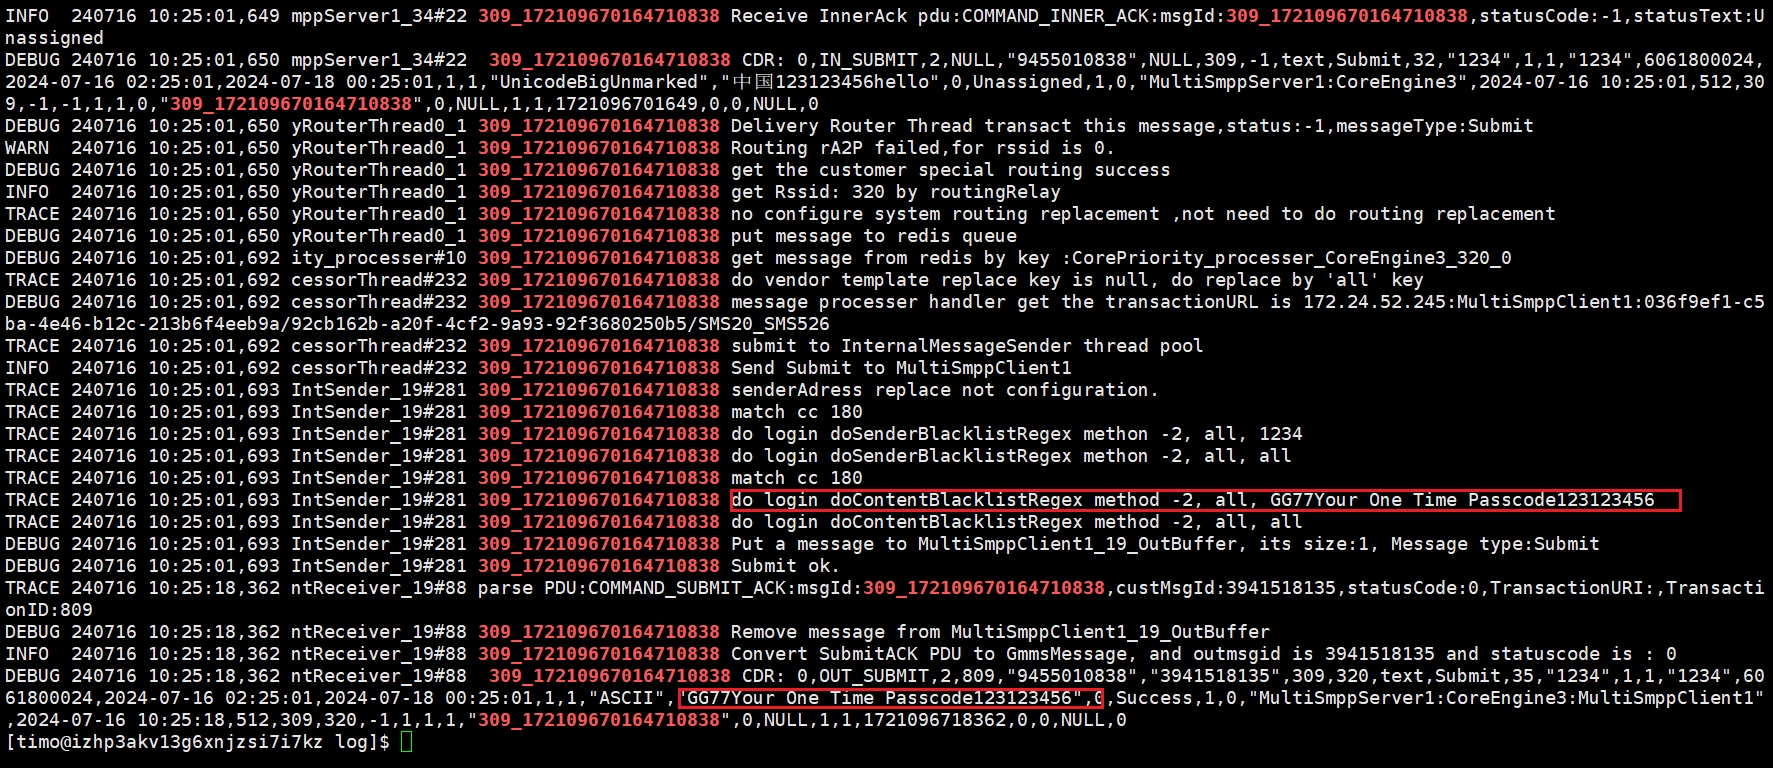 INFO  240716 10:25:01,649 mppServer1_34#22 309_172109670164710838 Receive InnerAck pdu:COMMAND_INNER_ACK:msgId:309_172109670164710838,statusCode:-1,statusText:U
nassigned
DEBUG 240716 10:25:01,650 mppServer1_34#22  309_172109670164710838 CDR: 0,IN_SUBMIT,2,NULL,"9455010838",NULL,309,-1,text,Submit,32,"1234",1,1,"1234",6061800024,
2024-07-16 02:25:01,2024-07-18 00:25:01,1,1,"UnicodeBigUnmarked","中国123123456hello",0,Unassigned,1,0,"MultiSmppServer1:CoreEngine3",2024-07-16 10:25:01,512,30
9,-1,-1,1,1,0,"309_172109670164710838",0,NULL,1,1,1721096701649,0,0,NULL,0
DEBUG 240716 10:25:01,650 yRouterThread0_1 309_172109670164710838 Delivery Router Thread transact this message,status:-1,messageType:Submit
WARN  240716 10:25:01,650 yRouterThread0_1 309_172109670164710838 Routing rA2P failed,for rssid is 0.
DEBUG 240716 10:25:01,650 yRouterThread0_1 309_172109670164710838 get the customer special routing success
INFO  240716 10:25:01,650 yRouterThread0_1 309_172109670164710838 get Rssid: 320 by routingRelay
TRACE 240716 10:25:01,650 yRouterThread0_1 309_172109670164710838 no configure system routing replacement ,not need to do routing replacement
DEBUG 240716 10:25:01,650 yRouterThread0_1 309_172109670164710838 put message to redis queue
DEBUG 240716 10:25:01,692 ity_processer#10 309_172109670164710838 get message from redis by key :CorePriority_processer_CoreEngine3_320_0
TRACE 240716 10:25:01,692 cessorThread#232 309_172109670164710838 do vendor template replace key is null, do replace by 'all' key
DEBUG 240716 10:25:01,692 cessorThread#232 309_172109670164710838 message processer handler get the transactionURL is 172.24.52.245:MultiSmppClient1:036f9ef1-c5
ba-4e46-b12c-213b6f4eeb9a/92cb162b-a20f-4cf2-9a93-92f3680250b5/SMS20_SMS526
TRACE 240716 10:25:01,692 cessorThread#232 309_172109670164710838 submit to InternalMessageSender thread pool
INFO  240716 10:25:01,692 cessorThread#232 309_172109670164710838 Send Submit to MultiSmppClient1
TRACE 240716 10:25:01,693 IntSender_19#281 309_172109670164710838 senderAdress replace not configuration.
TRACE 240716 10:25:01,693 IntSender_19#281 309_172109670164710838 match cc 180
TRACE 240716 10:25:01,693 IntSender_19#281 309_172109670164710838 do login doSenderBlacklistRegex methon -2, all, 1234
TRACE 240716 10:25:01,693 IntSender_19#281 309_172109670164710838 do login doSenderBlacklistRegex methon -2, all, all
TRACE 240716 10:25:01,693 IntSender_19#281 309_172109670164710838 match cc 180
TRACE 240716 10:25:01,693 IntSender_19#281 309_172109670164710838 do login doContentBlacklistRegex method -2, all, GG77Your One Time Passcode123123456
TRACE 240716 10:25:01,693 IntSender_19#281 309_172109670164710838 do login doContentBlacklistRegex method -2, all, all
DEBUG 240716 10:25:01,693 IntSender_19#281 309_172109670164710838 Put a message to MultiSmppClient1_19_OutBuffer, its size:1, Message type:Submit
DEBUG 240716 10:25:01,693 IntSender_19#281 309_172109670164710838 Submit ok.
TRACE 240716 10:25:18,362 ntReceiver_19#88 parse PDU:COMMAND_SUBMIT_ACK:msgId:309_172109670164710838,custMsgId:3941518135,statusCode:0,TransactionURI:,Transacti
onID:809
DEBUG 240716 10:25:18,362 ntReceiver_19#88 309_172109670164710838 Remove message from MultiSmppClient1_19_OutBuffer
INFO  240716 10:25:18,362 ntReceiver_19#88 309_172109670164710838 Convert SubmitACK PDU to GmmsMessage, and outmsgid is 3941518135 and statuscode is : 0
DEBUG 240716 10:25:18,362 ntReceiver_19#88  309_172109670164710838 CDR: 0,OUT_SUBMIT,2,809,"9455010838","3941518135",309,320,text,Submit,35,"1234",1,1,"1234",60
61800024,2024-07-16 02:25:01,2024-07-18 00:25:01,1,1,"ASCII","GG77Your One Time Passcode123123456",0,Success,1,0,"MultiSmppServer1:CoreEngine3:MultiSmppClient1"
,2024-07-16 10:25:18,512,309,320,-1,1,1,1,"309_172109670164710838",0,NULL,1,1,1721096718362,0,0,NULL,0
[timo@izhp3akv13g6xnjzsi7i7kz log]$